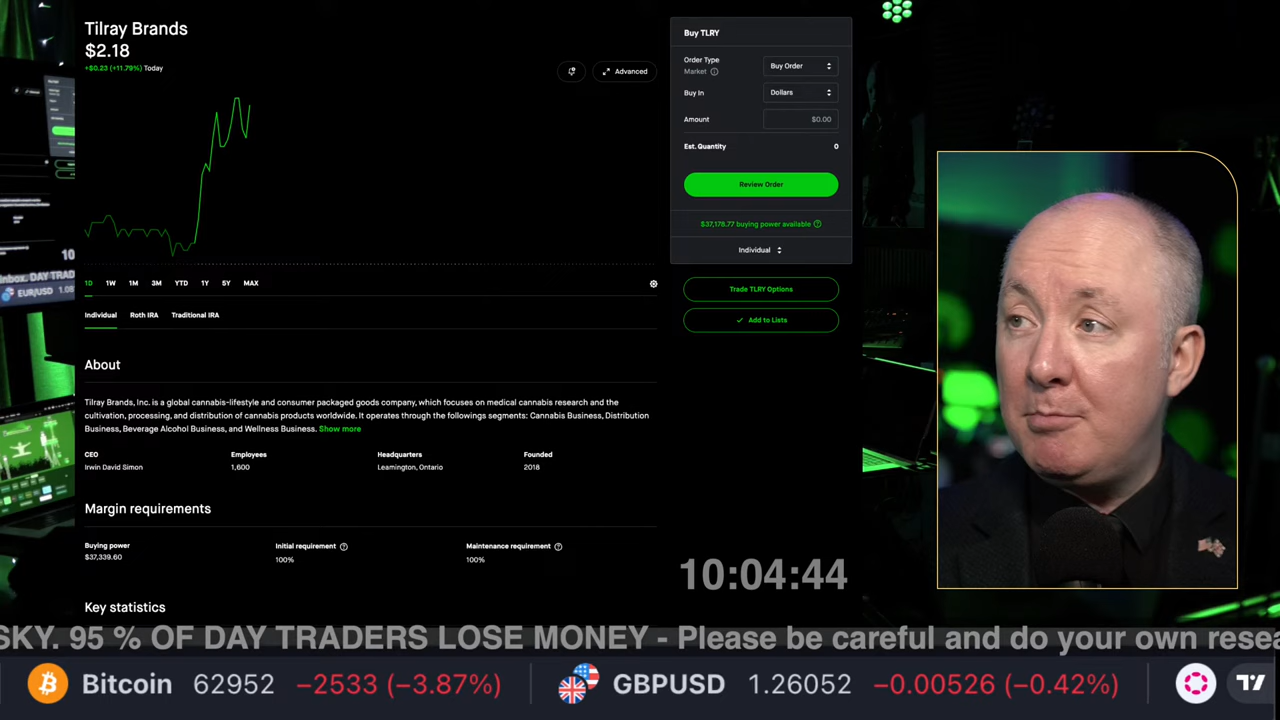 Tilray Brands
$2.18
+$0.23 (+11.79%) Today
Advanced
1D 1W 1M 3M YTD 1Y 5Y MAX
Individual Roth IRA Traditional IRA
About
Tilray Brands, Inc. is a global cannabis-lifestyle and consumer packaged goods company, which focuses on medical cannabis research and the
cultivation, processing, and distribution of cannabis products worldwide. It operates through the followings segments: Cannabis Business, Distribution
Business, Beverage Alcohol Business, and Wellness Business. Show more
CEO Employees Headquarters Founded
Irwin David Simon 1,600 Leamington, Ontario 2018
Margin requirements
Buying power Initial requirement Maintenance requirement
$37,339.60 100% 100%
Key statistics
Buy TLRY
Order Type Buy Order
Market
Buy In Dollars
Amount $0.00
Est. Quantity 0
Review Order
$37,178.77 buying power available
Individual
Trade TLRY Options
Add to Lists
10:04:44
10
inbox. DAY TRAD
EUR/USD 1.08
SKY. 95 % OF DAY TRADERS LOSE MONEY - Please be careful and do your own resea
Bitcoin 62952 −2533 (−3.87%) GBPUSD 1.26052 −0.00526 (−0.42%)